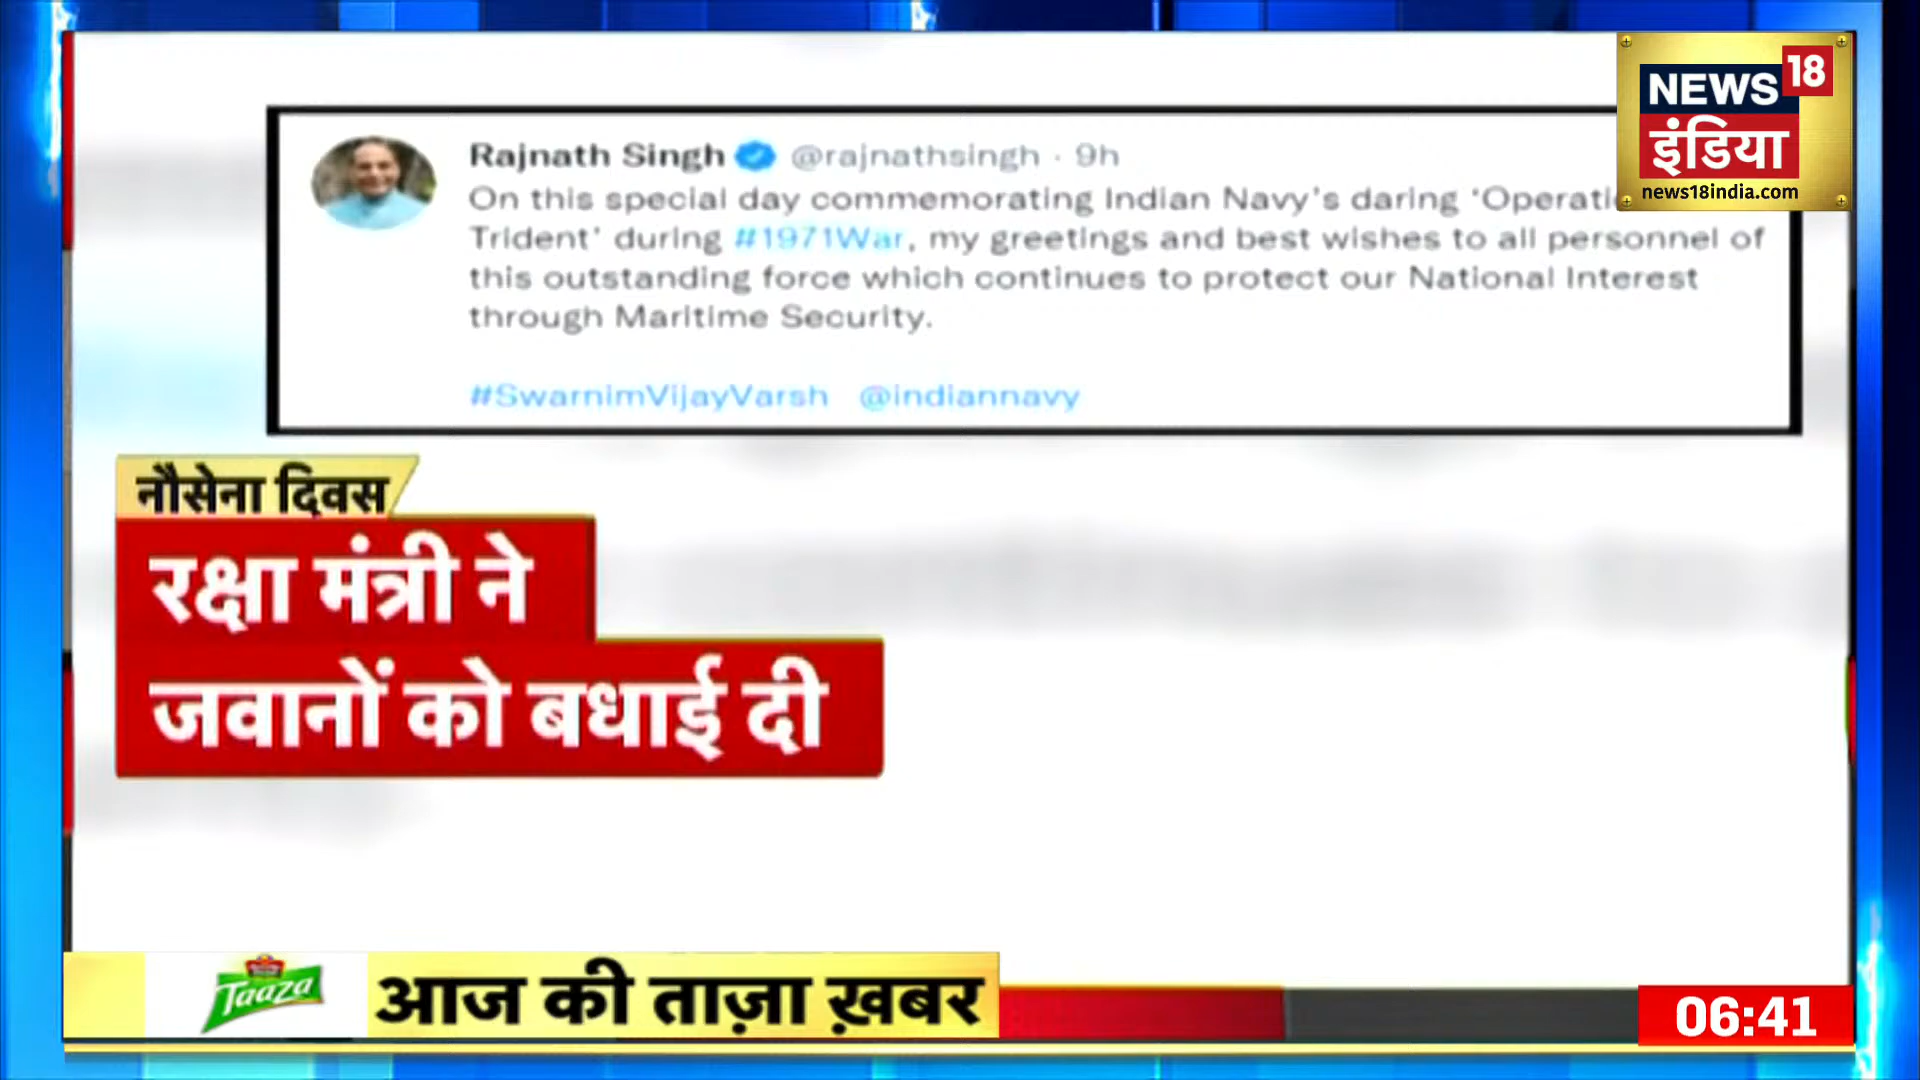 NEWS 18
इंडिया
news18india.com
Rajnath Singh @rajnathsingh · 9h
On this special day commemorating Indian Navy's daring 'Operati
Trident' during #1971War, my greetings and best wishes to all personnel of
this outstanding force which continues to protect our National Interest
through Maritime Security.
#SwarnimVijayVarsh @indiannavy
नौसेना दिवस
रक्षा मंत्री ने
जवानों को बधाई दी
Taaza
आज की ताज़ा ख़बर
06:41